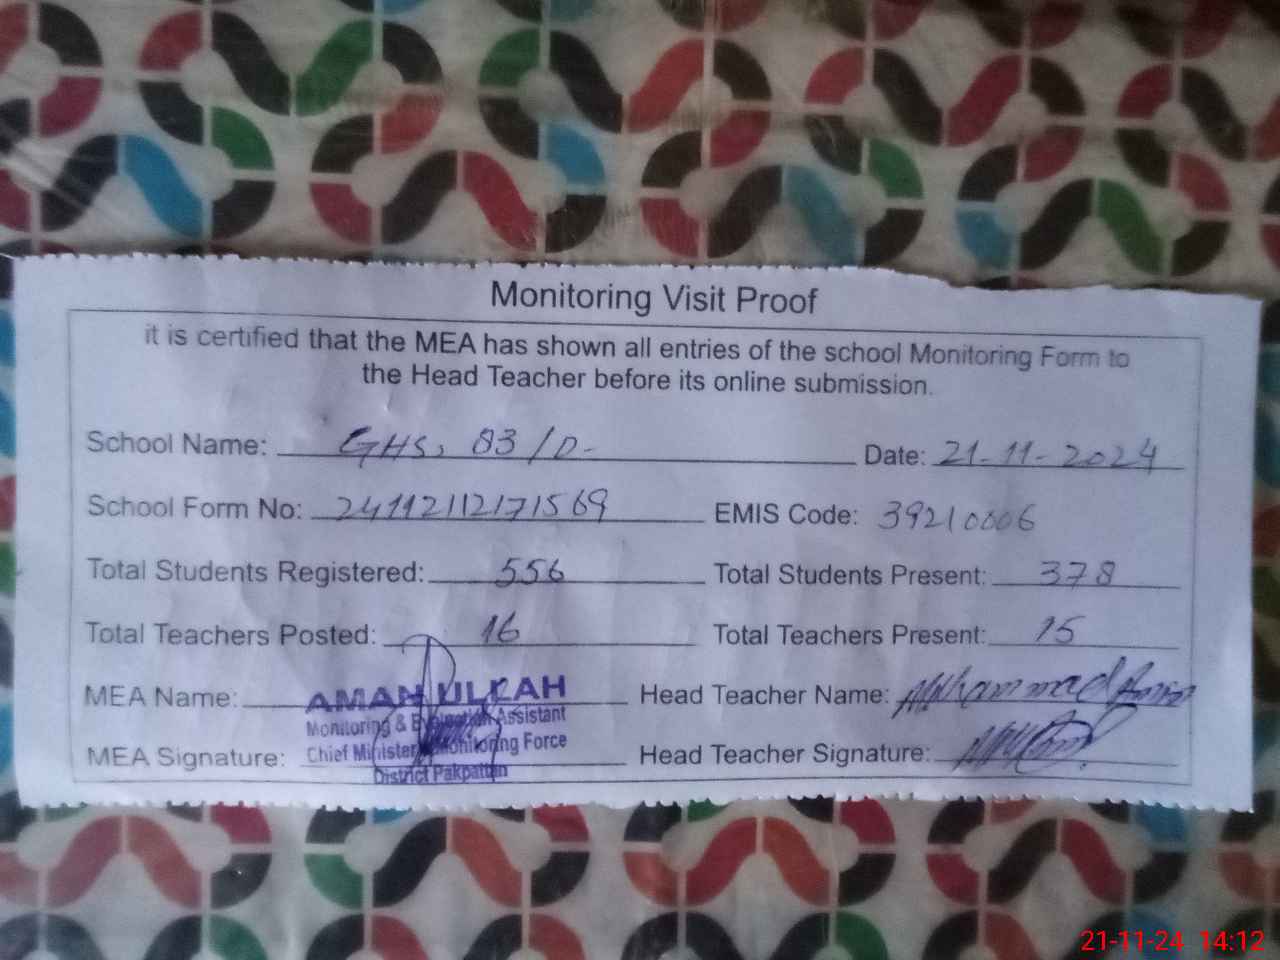 Monitoring Visit Proof
it is certified that the MEA has shown all entries of the school Monitoring Form to
the Head Teacher before its online submission.
School Name: GHS, 83/D- Date: 21-11-2024
School Form No: 24112112171569 EMIS Code: 39210006
Total Students Registered: 556 Total Students Present: 378
Total Teachers Posted: 16 Total Teachers Present: 15
MEA Name: AMAN ULLAH Head Teacher Name: Muhammad
Monitoring & Evaluation Assistant
Chief Minister's Monitoring Force
MEA Signature: Head Teacher Signature:
District Pakpattan
21-11-24 14:12